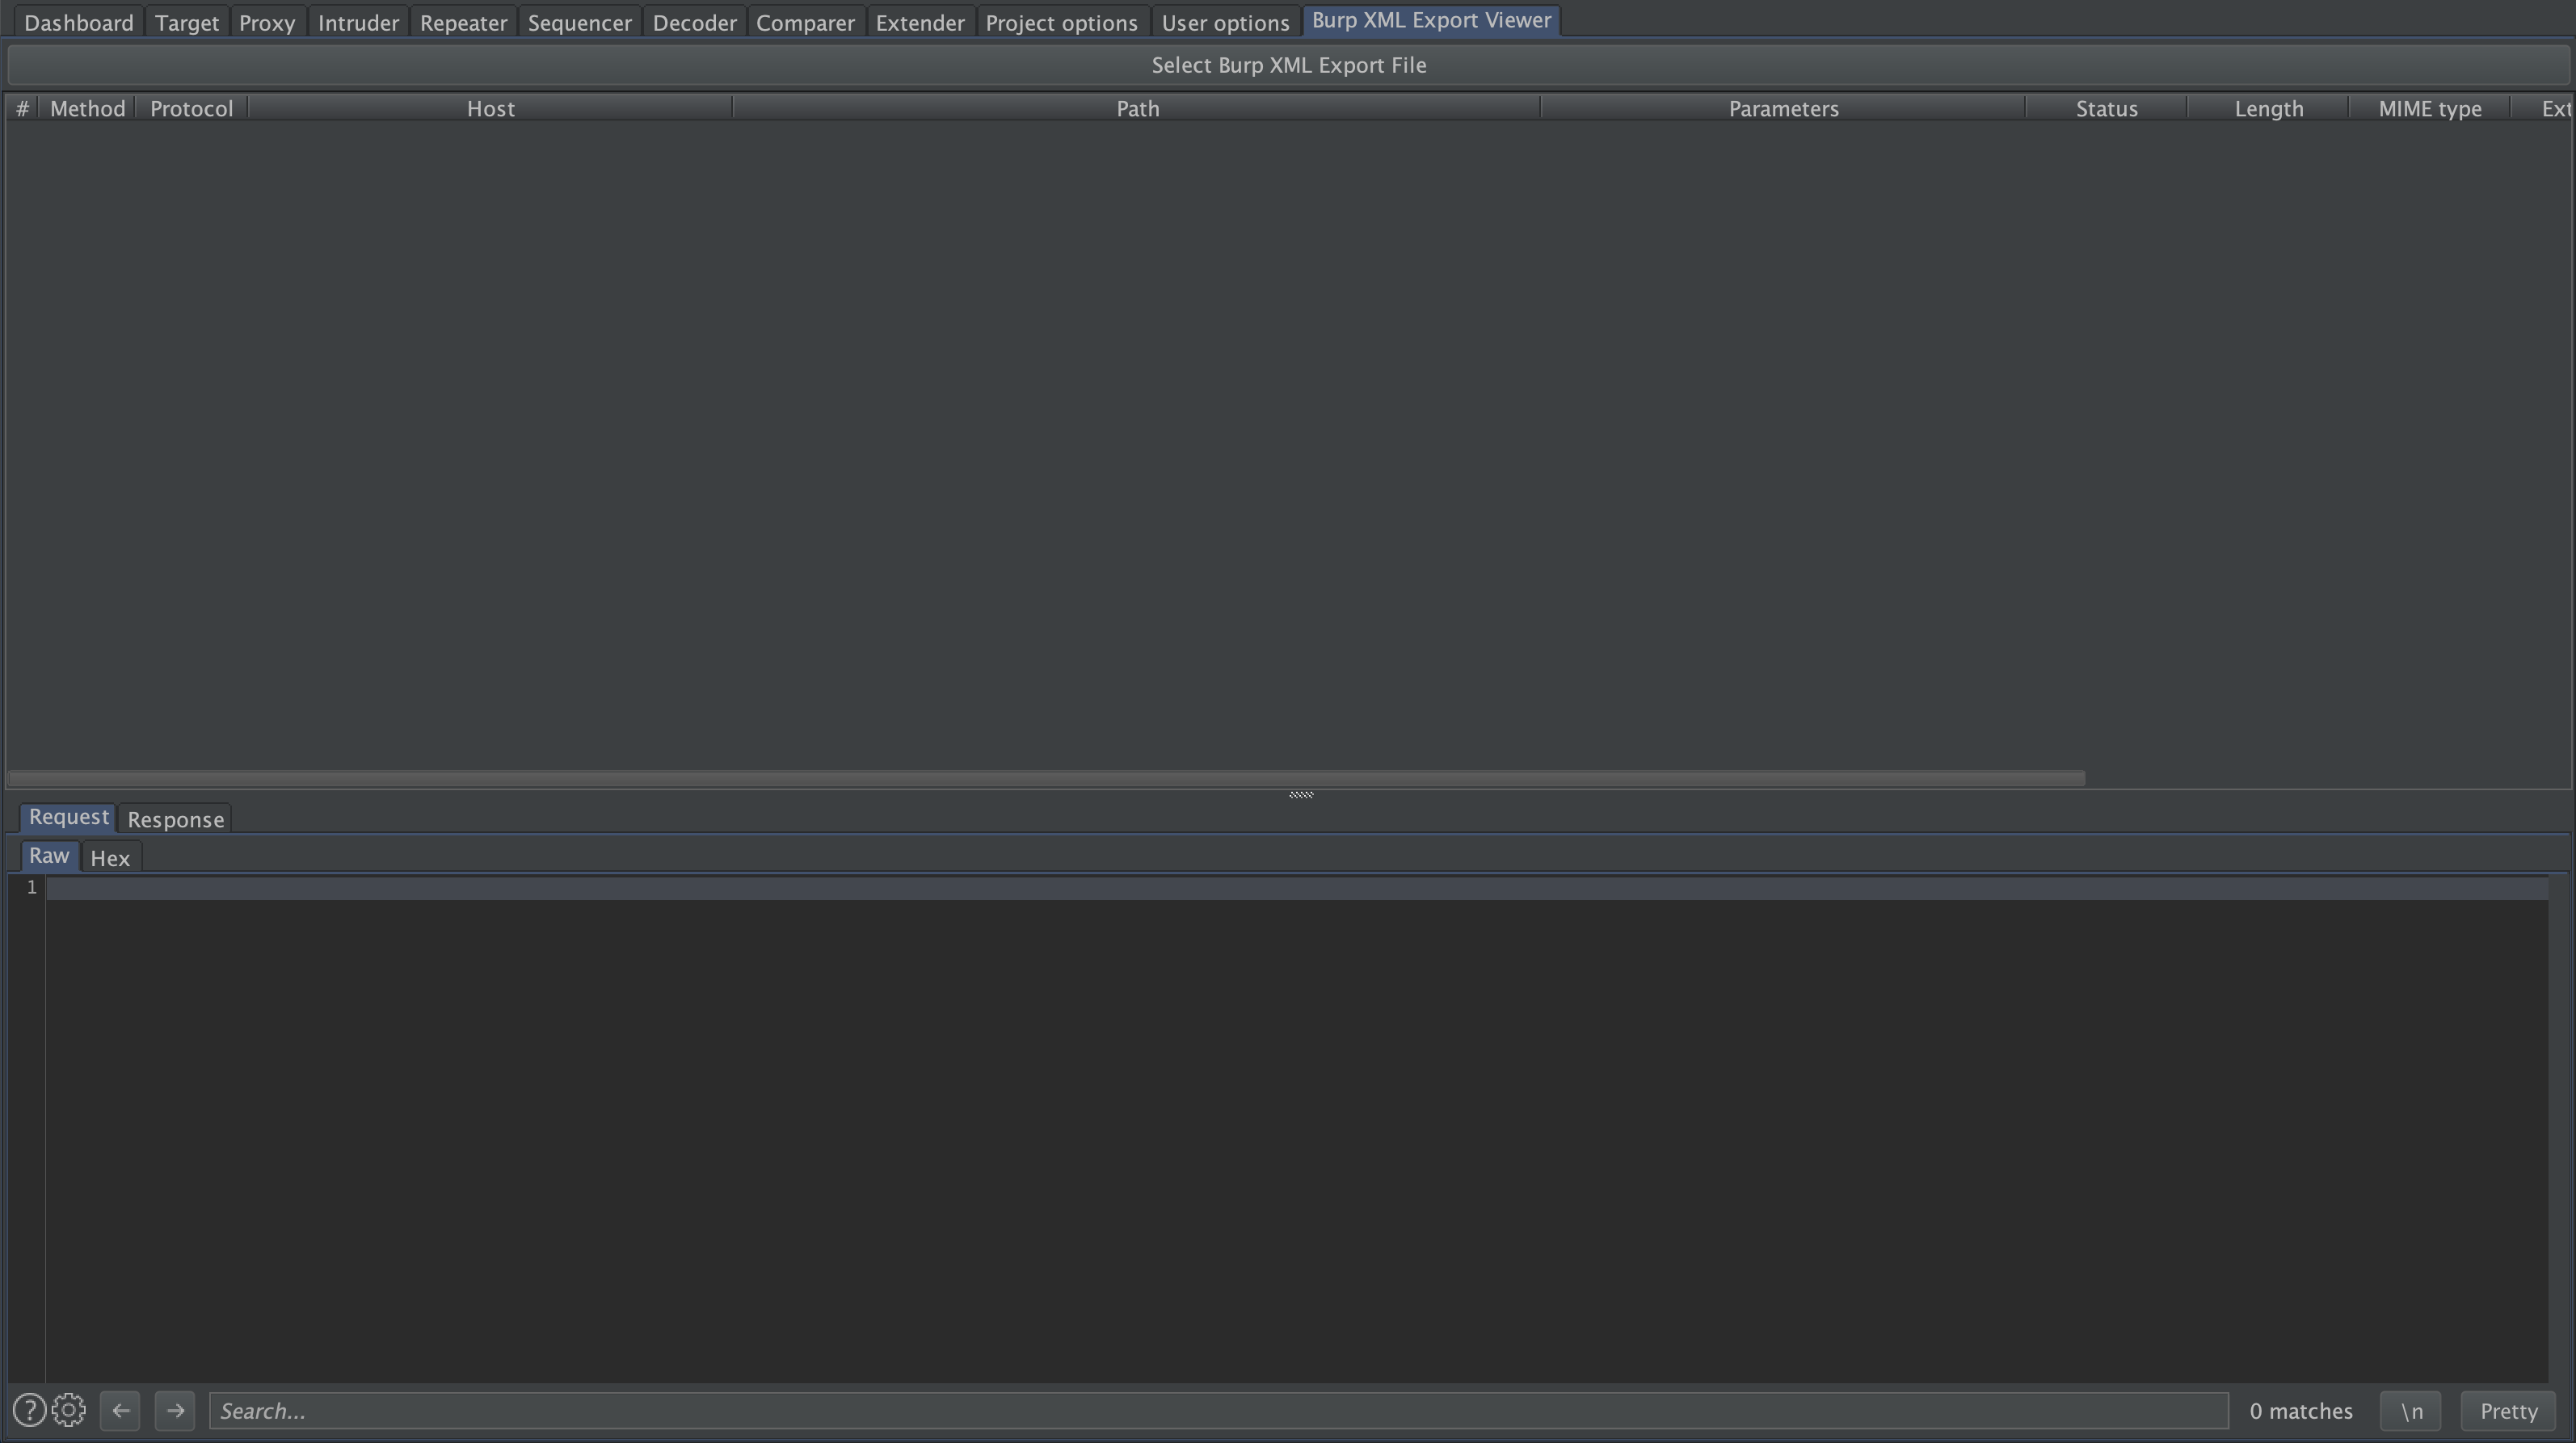 Dashboard Target Proxy Intruder Repeater Sequencer Decoder Comparer Extender Project options User options Burp XML Export Viewer
Select Burp XML Export File
# Method Protocol Host Path Parameters Status Length MIME type Ext
Request Response
Raw Hex
1
? Search... 0 matches \n Pretty